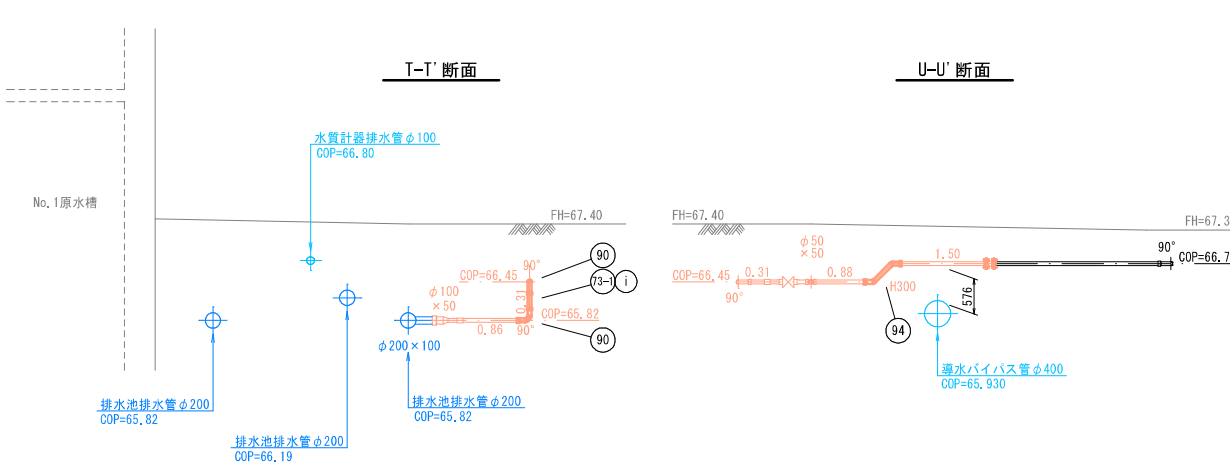 T-T' 断面
水質計器排水管φ100
COP=66.80
No.1原水槽
FH=67.40
90
90°
COP=66.45
73-1
i
0.31
φ100
×50
COP=65.82
0.86
90°
90
φ200×100
排水池排水管φ200
COP=65.82
排水池排水管φ200
COP=65.82
排水池排水管φ200
COP=66.19
U-U' 断面
FH=67.40
FH=67.3
φ50
×50
1.50
90°
COP=66.7
COP=66.45
0.31
0.88
H300
90°
576
94
導水バイパス管φ400
COP=65.930